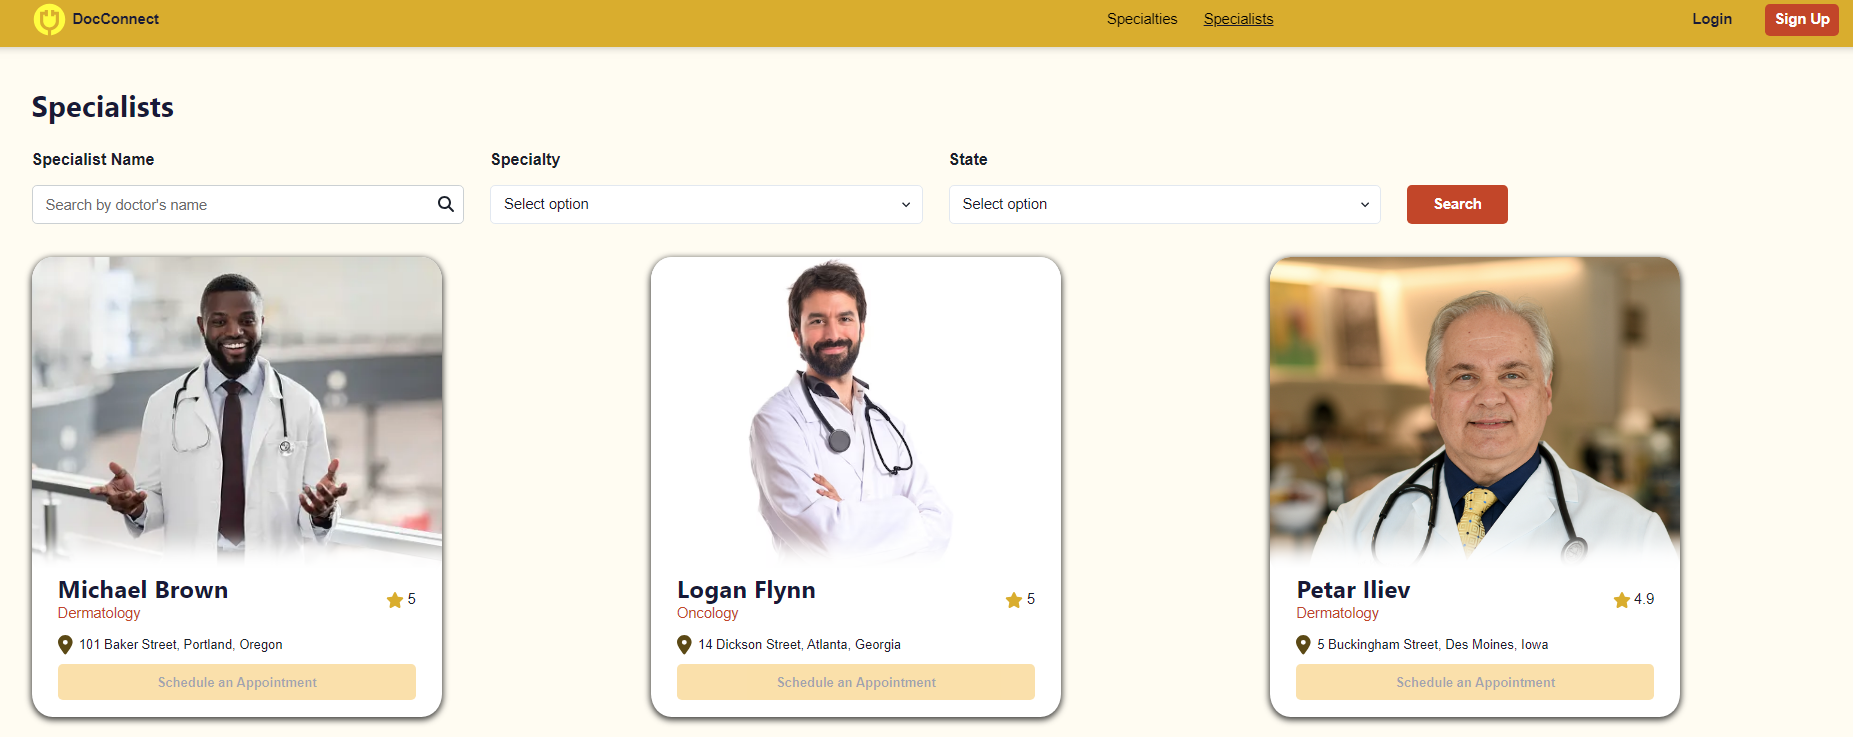 DocConnect
Specialties
Specialists
Login
Sign Up
Specialists
Specialist Name
Specialty
State
Search by doctor's name
Select option
Select option
Search
Michael Brown
5
Dermatology
101 Baker Street, Portland, Oregon
Schedule an Appointment
Logan Flynn
5
Oncology
14 Dickson Street, Atlanta, Georgia
Schedule an Appointment
Petar Iliev
4.9
Dermatology
5 Buckingham Street, Des Moines, Iowa
Schedule an Appointment